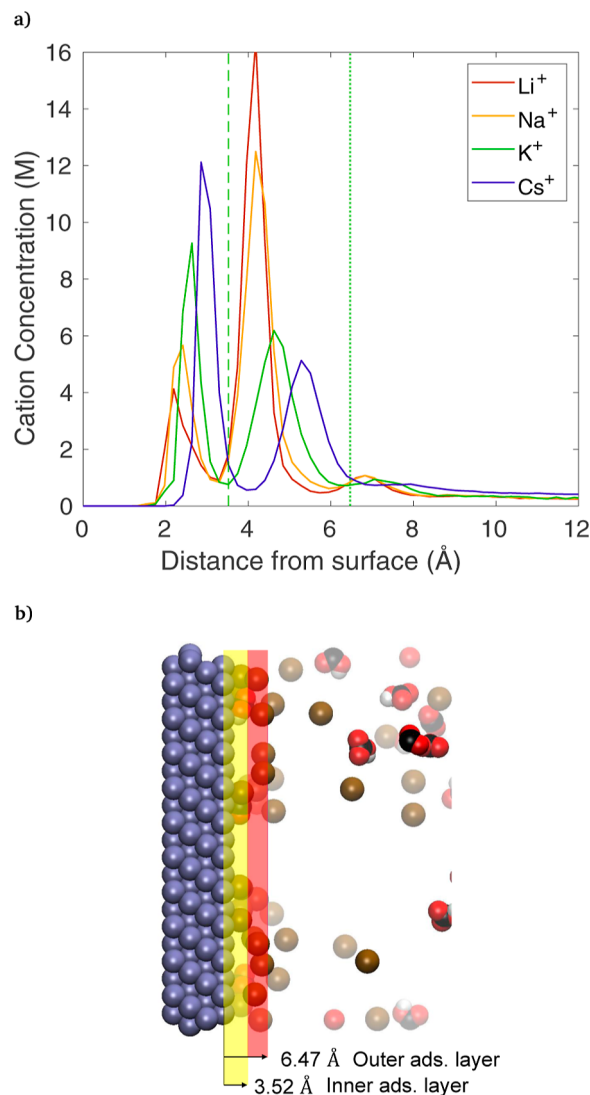 a)
16
14
12
10
8
6
4
2
0
Cation Concentration (M)
Li+
Na+
K+
Cs+
0 2 4 6 8 10 12
Distance from surface (Å)
b)
6.47 Å Outer ads. layer
3.52 Å Inner ads. layer